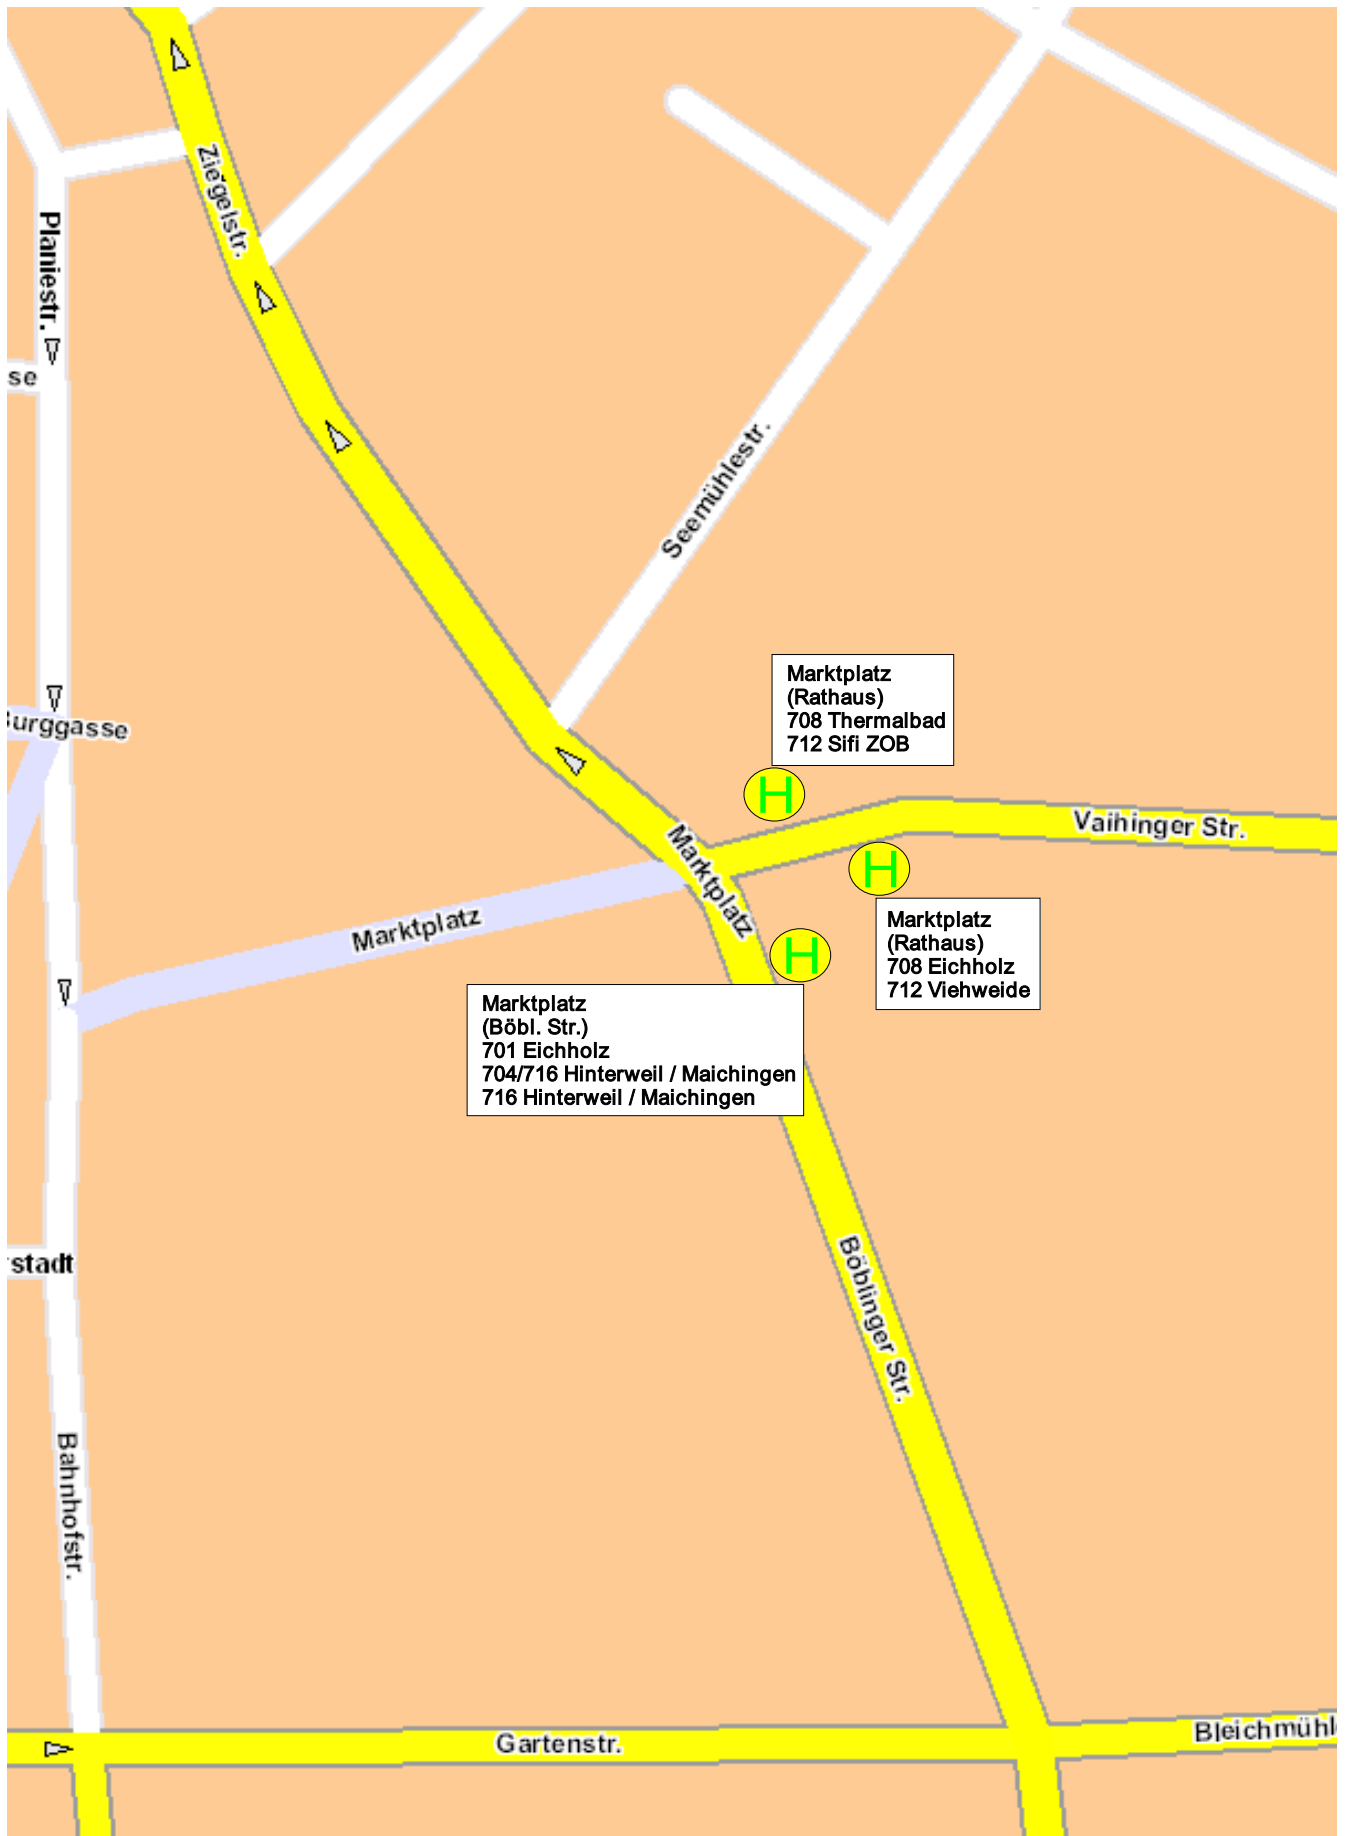 Ziegelstr.
Planiestr.
se
Seemühlestr.
Marktplatz
(Rathaus)
708 Thermalbad
712 Sifi ZOB
H
urggasse
Vaihinger Str.
Marktplatz
H
Marktplatz
(Rathaus)
708 Eichholz
712 Viehweide
Marktplatz
H
Marktplatz
(Böbl. Str.)
701 Eichholz
704/716 Hinterweil / Maichingen
716 Hinterweil / Maichingen
stadt
Böblinger Str.
Bahnhofstr.
Gartenstr.
Bleichmühl